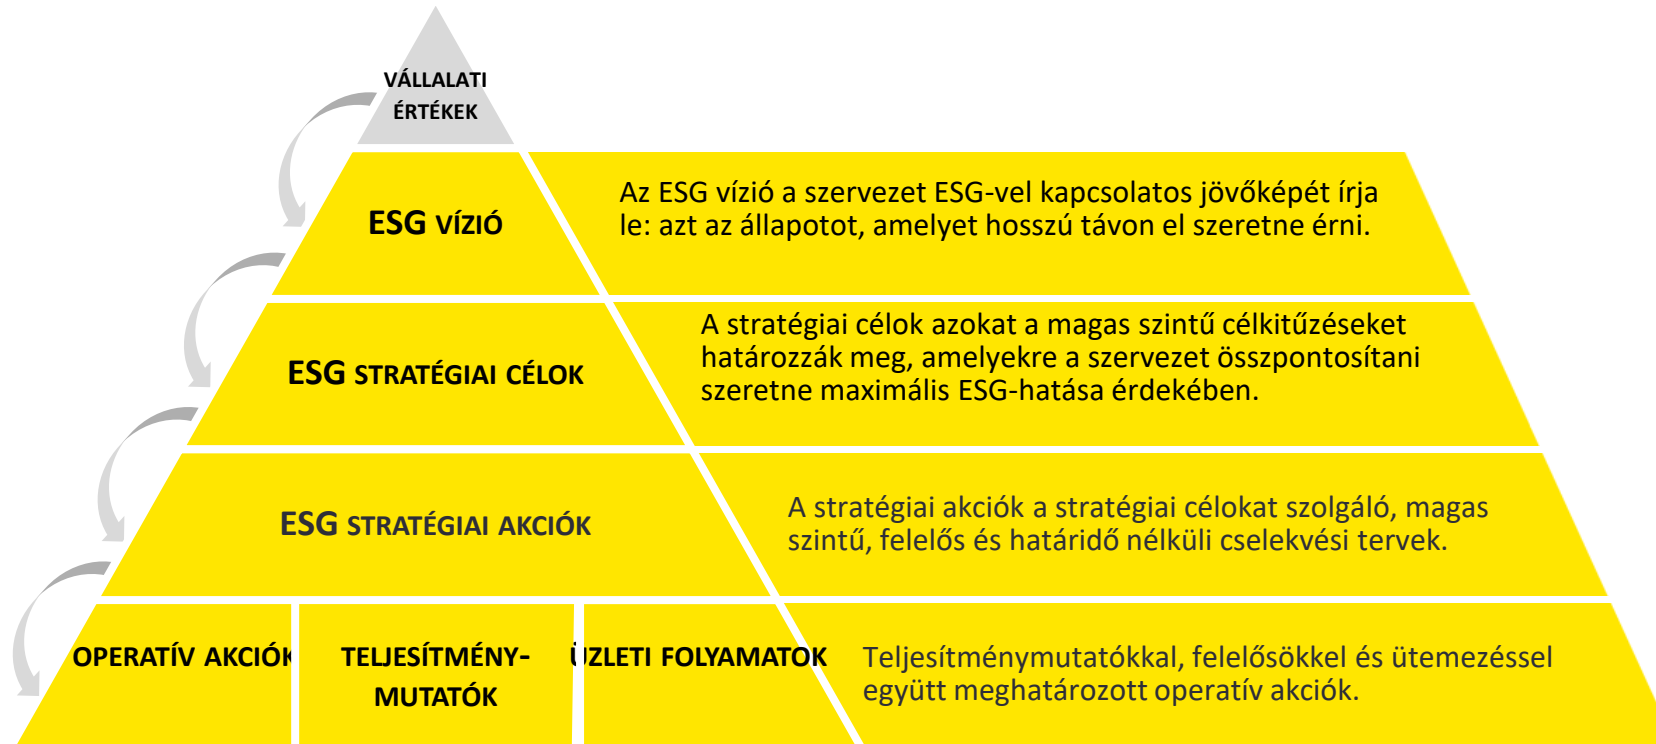 VÁLLALATI
ÉRTÉKEK
ESG VÍZIÓ
Az ESG vízió a szervezet ESG-vel kapcsolatos jövőképét írja
le: azt az állapotot, amelyet hosszú távon el szeretne érni.
ESG STRATÉGIAI CÉLOK
A stratégiai célok azokat a magas szintű célkitűzéseket
határozzák meg, amelyekre a szervezet összpontosítani
szeretne maximális ESG-hatása érdekében.
ESG STRATÉGIAI AKCIÓK
A stratégiai akciók a stratégiai célokat szolgáló, magas
szintű, felelős és határidő nélküli cselekvési tervek.
OPERATÍV AKCIÓK
TELJESÍTMÉNY-
MUTATÓK
ÜZLETI FOLYAMATOK
Teljesítménymutatókkal, felelősökkel és ütemezéssel
együtt meghatározott operatív akciók.